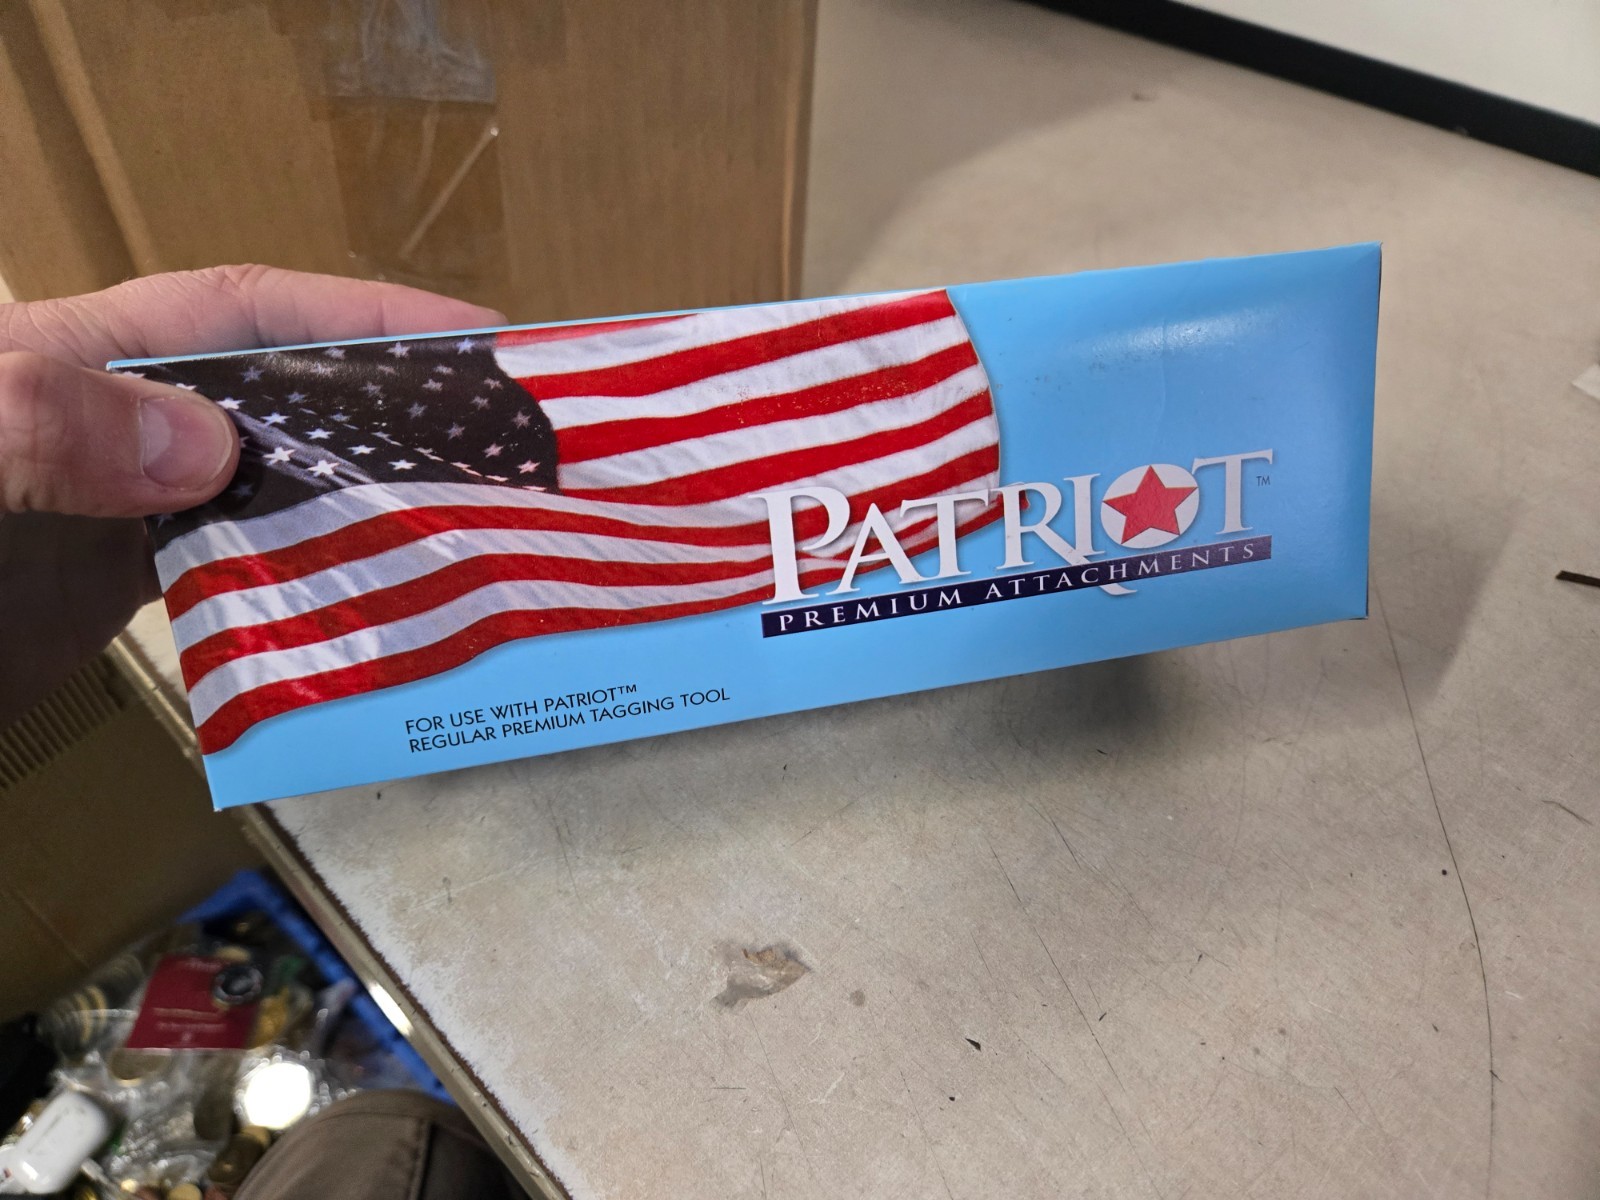 PATRIOT™
PREMIUM ATTACHMENTS
FOR USE WITH PATRIOT™
REGULAR PREMIUM TAGGING TOOL